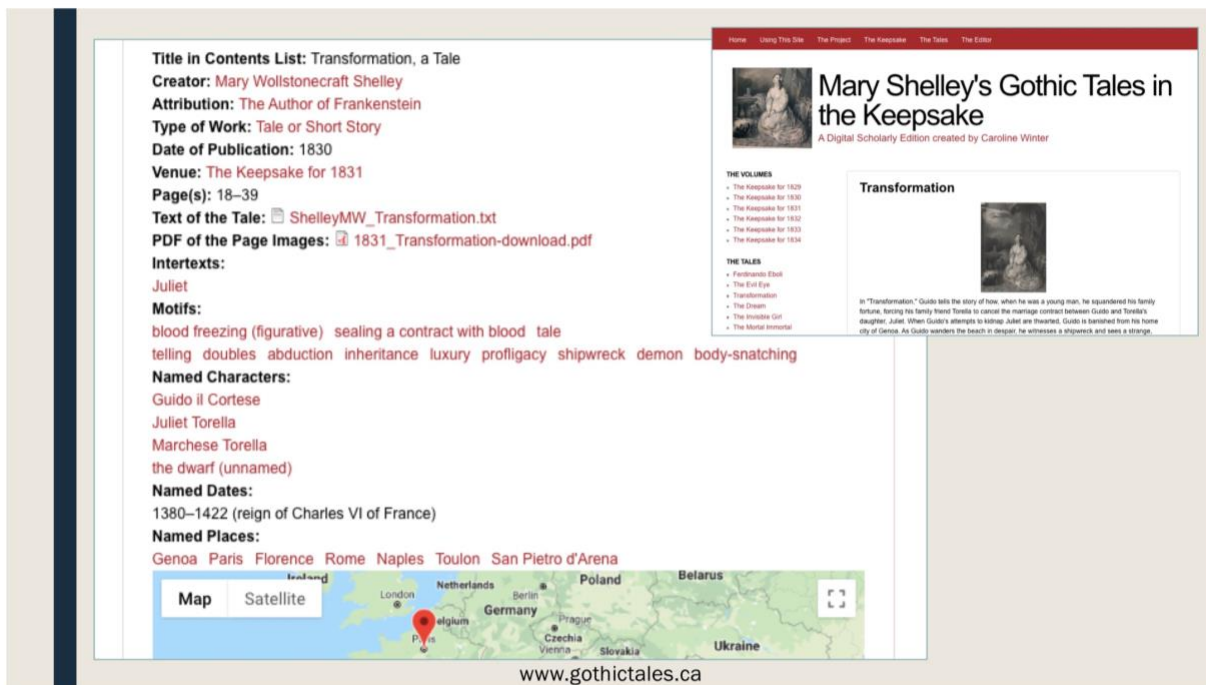 Title in Contents List: Transformation, a Tale
Creator: Mary Wollstonecraft Shelley
Attribution: The Author of Frankenstein
Type of Work: Tale or Short Story
Date of Publication: 1830
Venue: The Keepsake for 1831
Page(s): 18–39
Text of the Tale: ShelleyMW_Transformation.txt
PDF of the Page Images: 1831_Transformation-download.pdf
Intertexts:
Juliet
Motifs:
blood freezing (figurative) sealing a contract with blood tale
telling doubles abduction inheritance luxury profligacy shipwreck demon body-snatching
Named Characters:
Guido il Cortese
Juliet Torella
Marchese Torella
the dwarf (unnamed)
Named Dates:
1380–1422 (reign of Charles VI of France)
Named Places:
Genoa Paris Florence Rome Naples Toulon San Pietro d'Arena
Map Satellite
Ireland
London
Netherlands
Berlin
Poland
Belarus
elgium
Germany
Prague
Czechia
Vienna
Slovakia
Ukraine
Home Using This Site The Project The Keepsake The Tales The Editor
Mary Shelley's Gothic Tales in
the Keepsake
A Digital Scholarly Edition created by Caroline Winter
THE VOLUMES
The Keepsake for 1829
The Keepsake for 1830
The Keepsake for 1831
The Keepsake for 1832
The Keepsake for 1833
The Keepsake for 1834
THE TALES
Ferdinando Eboli
The Evil Eye
Transformation
The Dream
The Invisible Girl
The Mortal Immortal
Transformation
In "Transformation," Guido tells the story of how, when he was a young man, he squandered his family
fortune, forcing his family friend Torella to cancel the marriage contract between Guido and Torella's
daughter, Juliet. When Guido's attempts to kidnap Juliet are thwarted, Guido is banished from his home
city of Genoa. As Guido wanders the beach in despair, he witnesses a shipwreck and sees a strange,
www.gothictales.ca